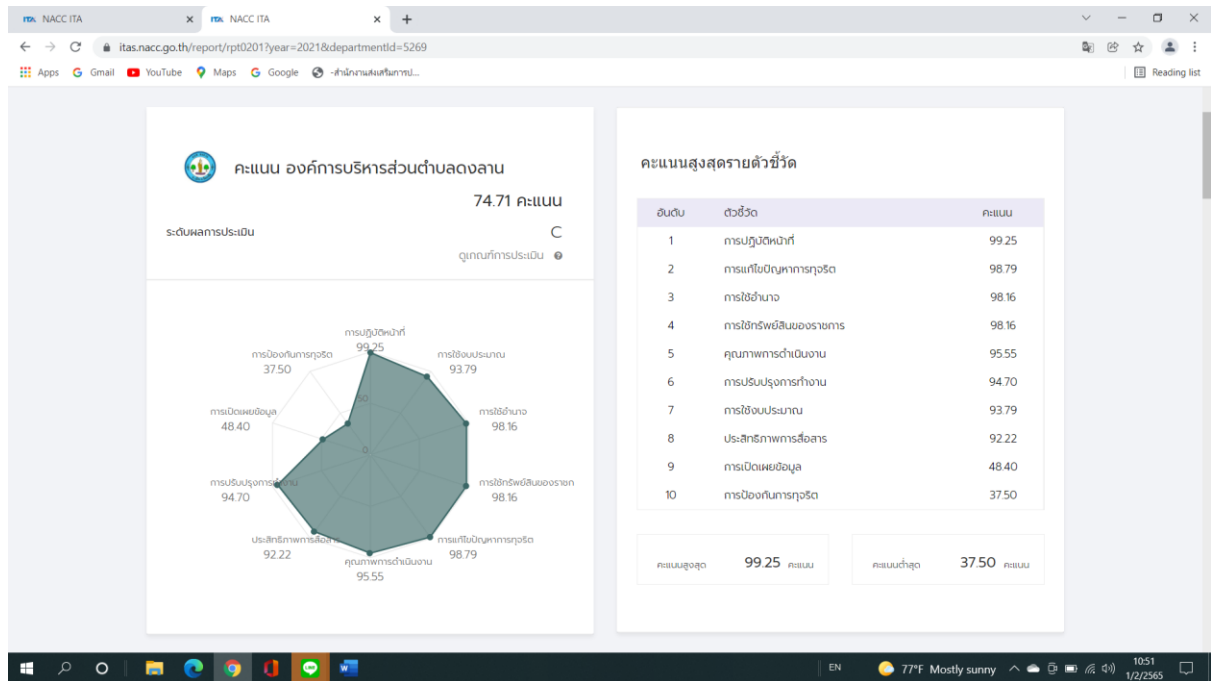 ITA NACC ITA
ITA NACC ITA
itas.nacc.go.th/report/rpt0201?year=2021&departmentId=5269
Apps
Gmail
YouTube
Maps
Google
-สำนักงานส่งเสริมการป...
Reading list
คะแนน องค์การบริหารส่วนตำบลดงลาน
74.71 คะแนน
ระดับผลการประเมิน C
ดูเกณฑ์การประเมิน
การปฏิบัติหน้าที่
99.25
การป้องกันการทุจริต
37.50
การใช้งบประมาณ
93.79
50
การเปิดเผยข้อมูล
48.40
การใช้อำนาจ
98.16
0
การปรับปรุงการทำงาน
94.70
การใช้ทรัพย์สินของราชก
98.16
ประสิทธิภาพการสื่อสาร
92.22
การแก้ไขปัญหาการทุจริต
98.79
คุณภาพการดำเนินงาน
95.55
คะแนนสูงสุดรายตัวชี้วัด
อันดับ ตัวชี้วัด คะแนน
1 การปฏิบัติหน้าที่ 99.25
2 การแก้ไขปัญหาการทุจริต 98.79
3 การใช้อำนาจ 98.16
4 การใช้ทรัพย์สินของราชการ 98.16
5 คุณภาพการดำเนินงาน 95.55
6 การปรับปรุงการทำงาน 94.70
7 การใช้งบประมาณ 93.79
8 ประสิทธิภาพการสื่อสาร 92.22
9 การเปิดเผยข้อมูล 48.40
10 การป้องกันการทุจริต 37.50
คะแนนสูงสุด 99.25 คะแนน
คะแนนต่ำสุด 37.50 คะแนน
EN
77°F Mostly sunny
10:51
1/2/2565